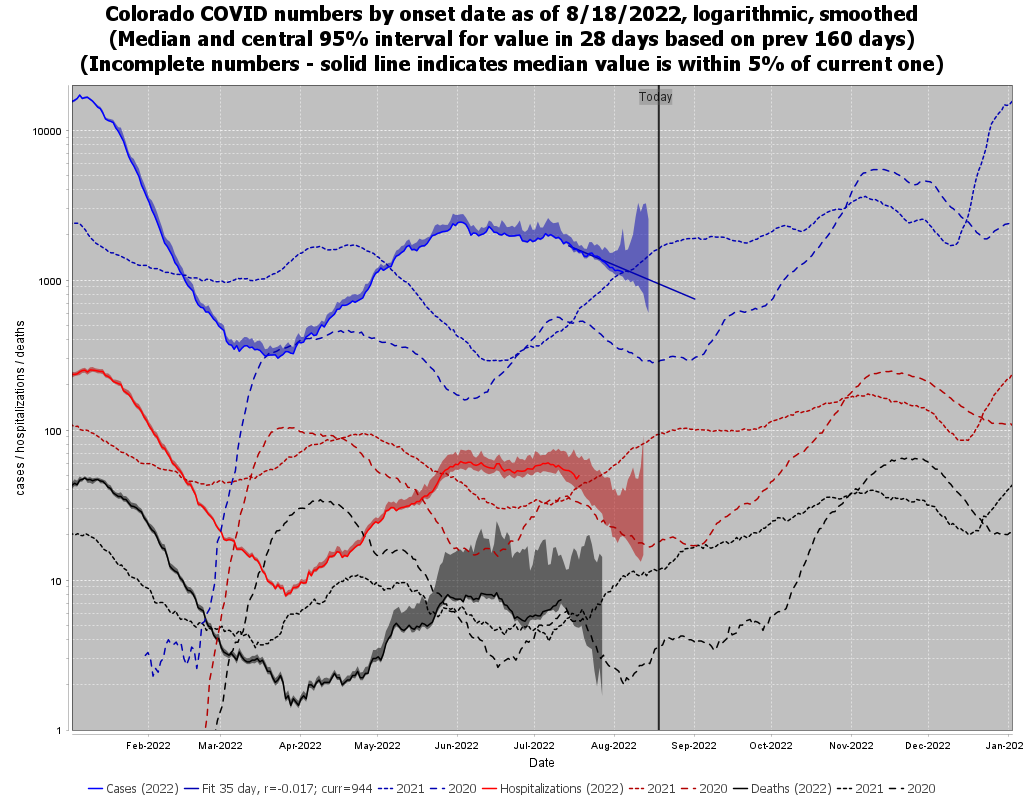 Colorado COVID numbers by onset date as of 8/18/2022, logarithmic, smoothed
(Median and central 95% interval for value in 28 days based on prev 160 days)
(Incomplete numbers - solid line indicates median value is within 5% of current one)
Today
10000
1000
100
10
1
cases / hospitalizations / deaths
Feb-2022 Mar-2022 Apr-2022 May-2022 Jun-2022 Jul-2022 Aug-2022 Sep-2022 Oct-2022 Nov-2022 Dec-2022 Jan-202
Date
Cases (2022) Fit 35 day, r=-0.017; curr=944 2021 2020 Hospitalizations (2022) 2021 2020 Deaths (2022) 2021 2020